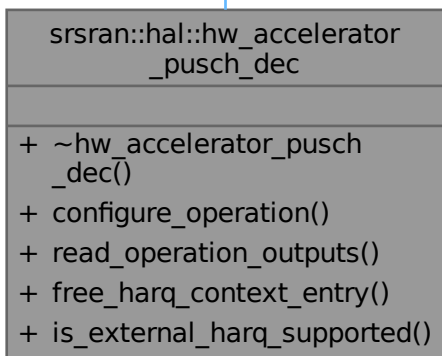 srsran::hal::hw_accelerator
_pusch_dec
+ ~hw_accelerator_pusch
_dec()
+ configure_operation()
+ read_operation_outputs()
+ free_harq_context_entry()
+ is_external_harq_supported()